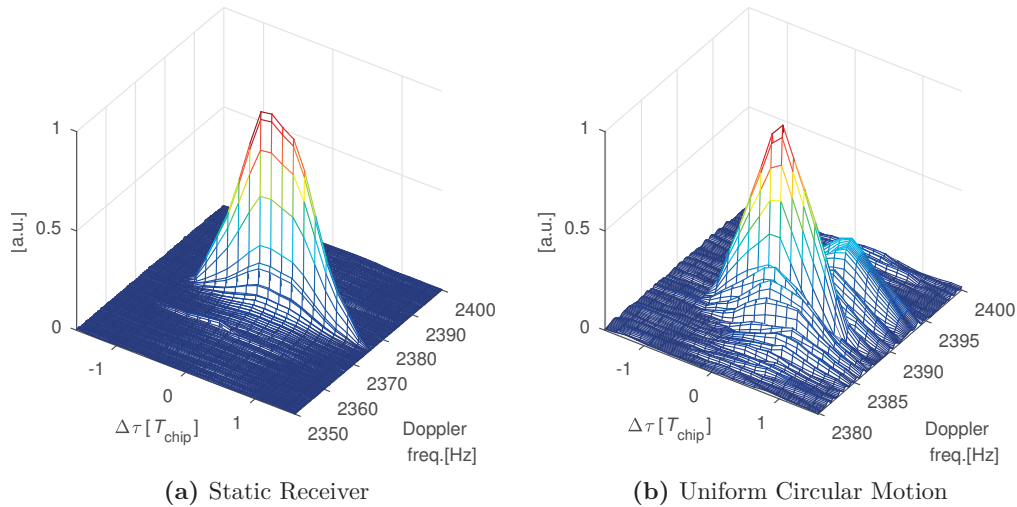 1
0.5
0
[a.u.]
-1
0
1
Δτ [T_chip]
2350
2360
2370
2380
2390
2400
Doppler
freq.[Hz]
(a) Static Receiver
1
0.5
0
[a.u.]
-1
0
1
Δτ [T_chip]
2380
2385
2390
2395
2400
Doppler
freq.[Hz]
(b) Uniform Circular Motion